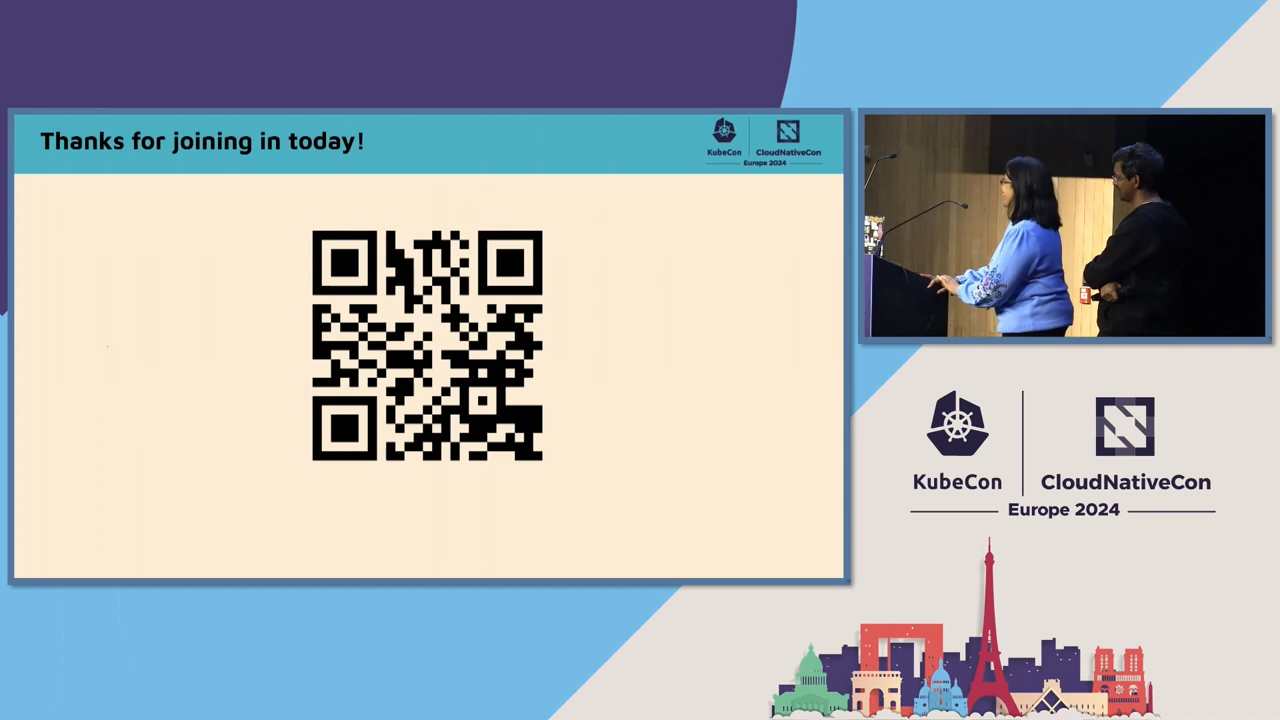 Thanks for joining in today!
KubeCon
CloudNativeCon
Europe 2024
KubeCon
CloudNativeCon
Europe 2024